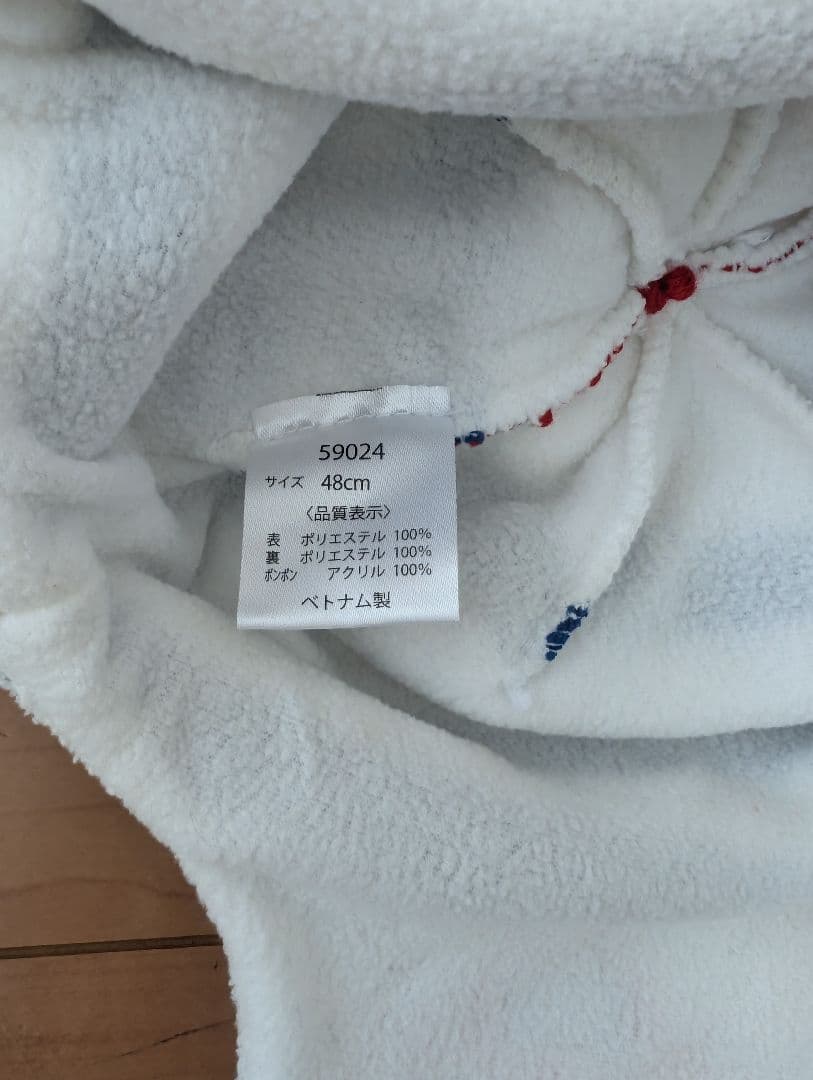 59024
サイズ 48cm
〈品質表示〉
表 ポリエステル 100%
裏 ポリエステル 100%
ﾎﾞﾝﾎﾞﾝ アクリル 100%
ベトナム製